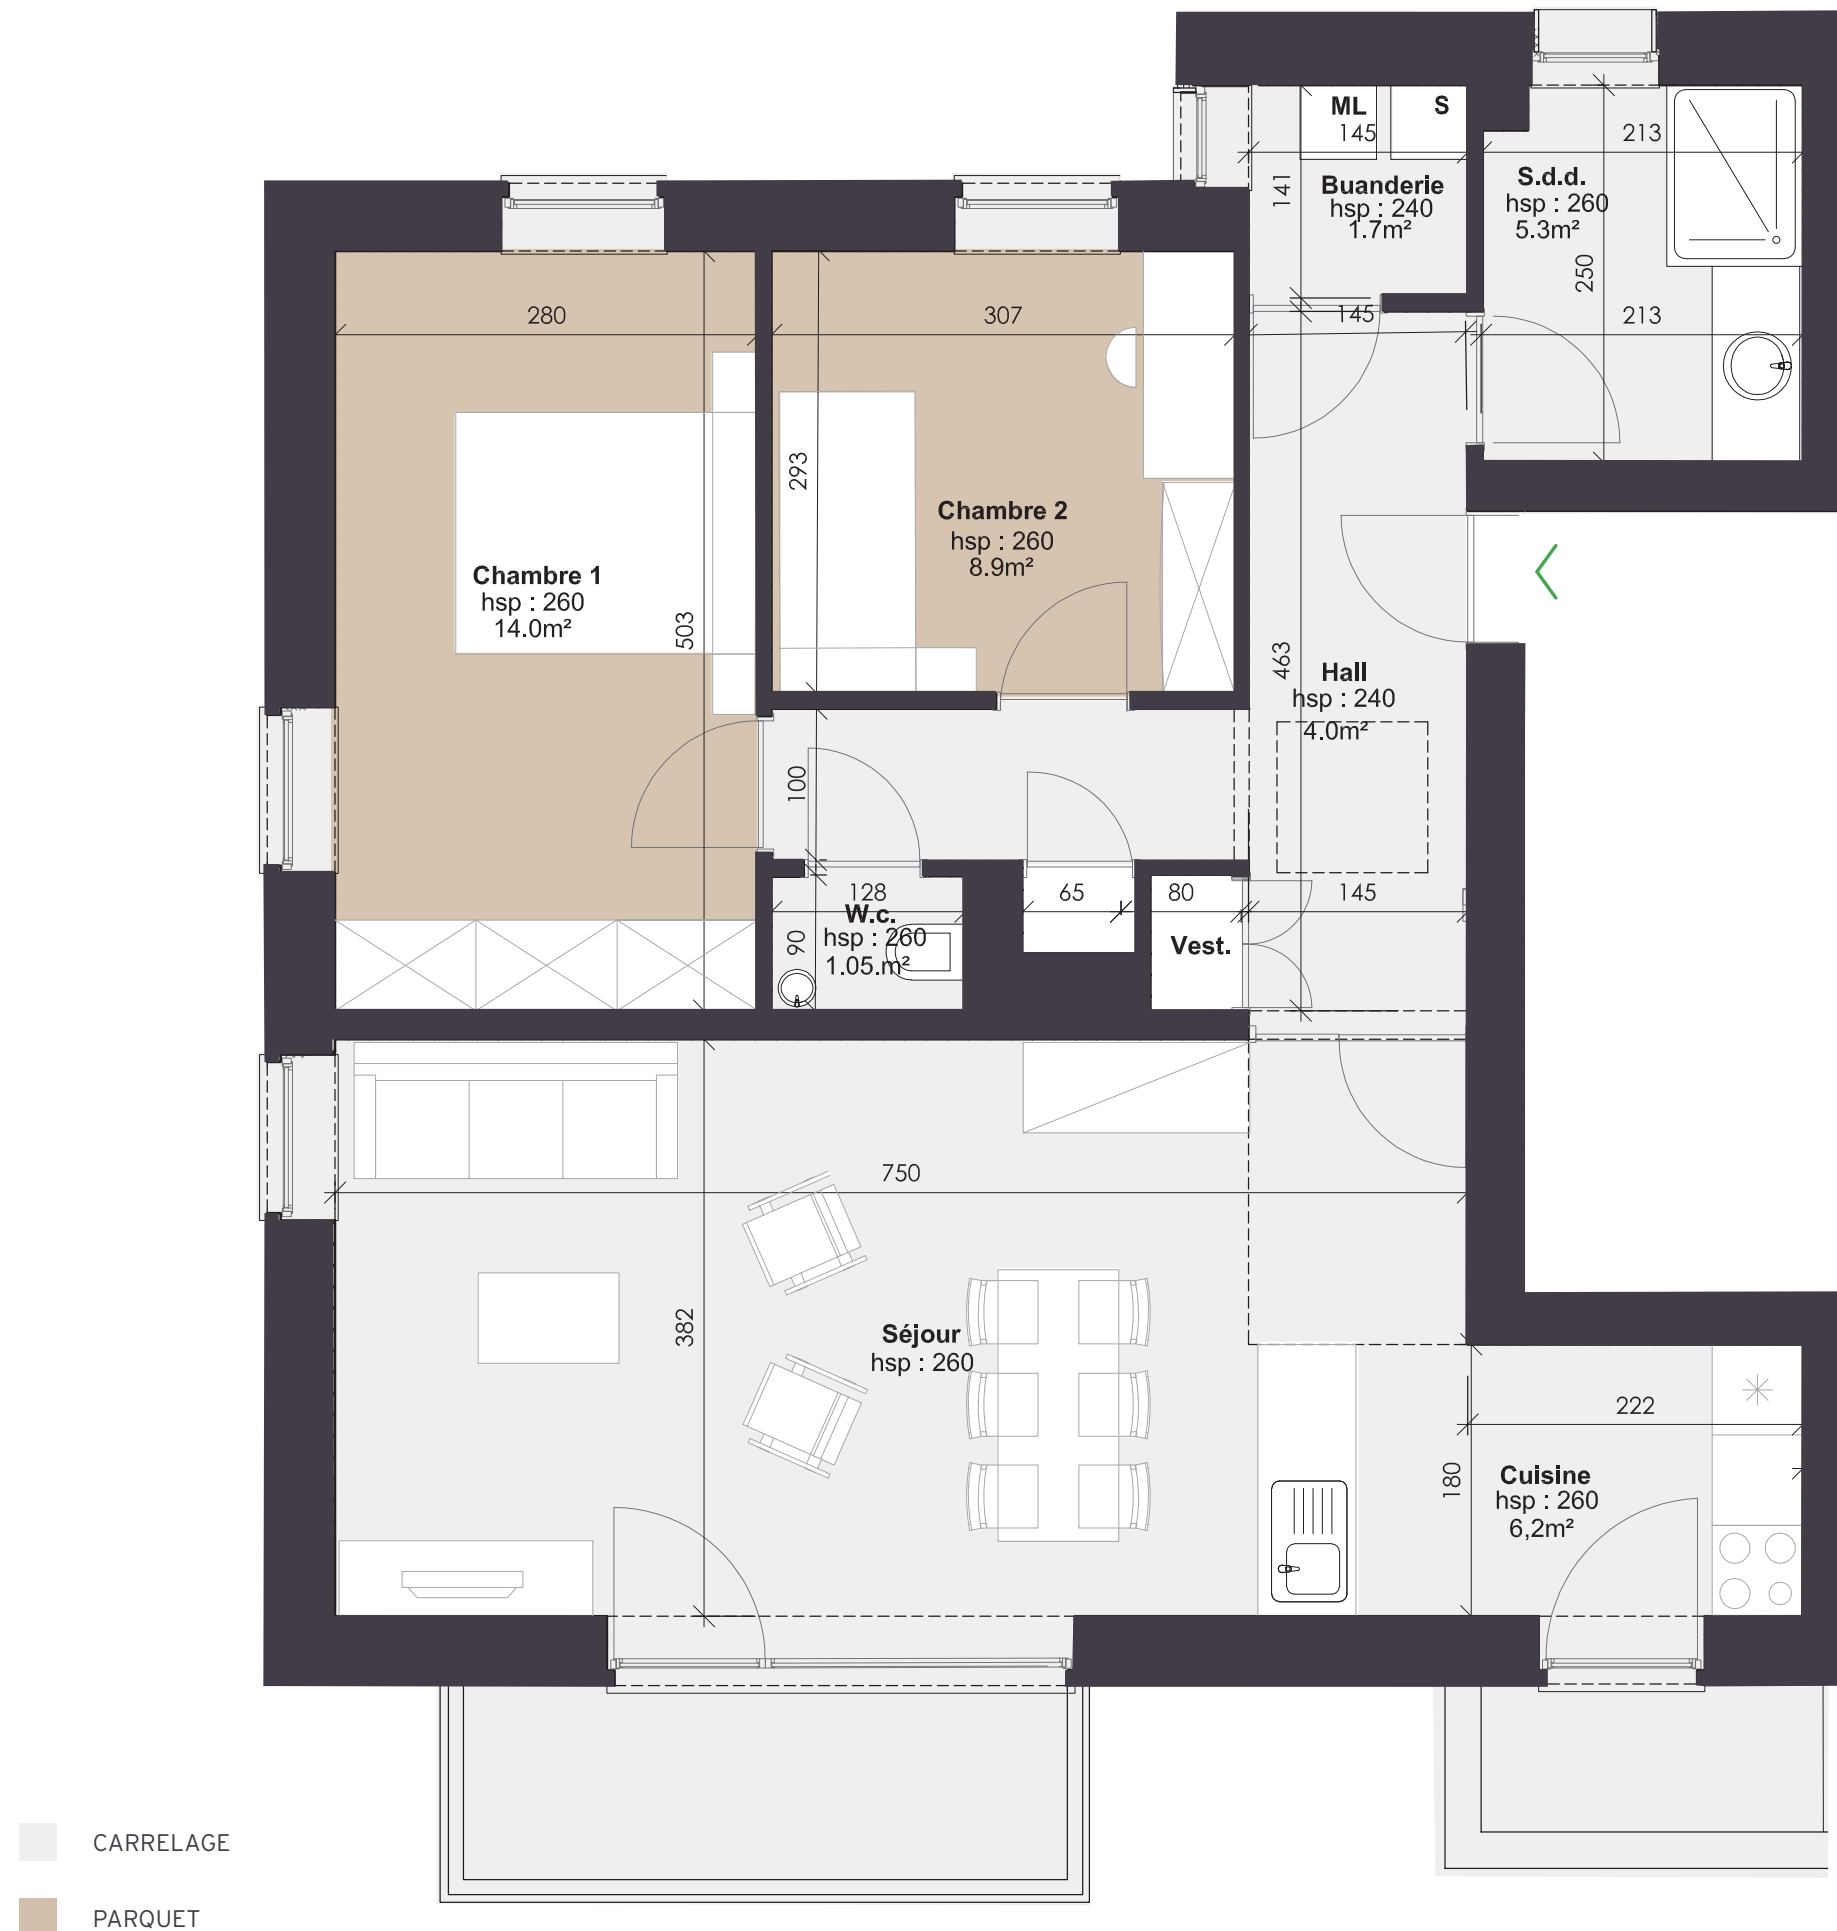 ML
S
145
213
141
Buanderie
hsp : 240
1.7m²
S.d.d.
hsp : 260
5.3m²
250
280
307
145
213
293
Chambre 2
hsp : 260
8.9m²
Chambre 1
hsp : 260
14.0m²
503
463
Hall
hsp : 240
4.0m²
100
128
65
80
145
W.c.
hsp : 260
1.05.m²
90
Vest.
750
382
Séjour
hsp : 260
222
180
Cuisine
hsp : 260
6,2m²
CARRELAGE
PARQUET